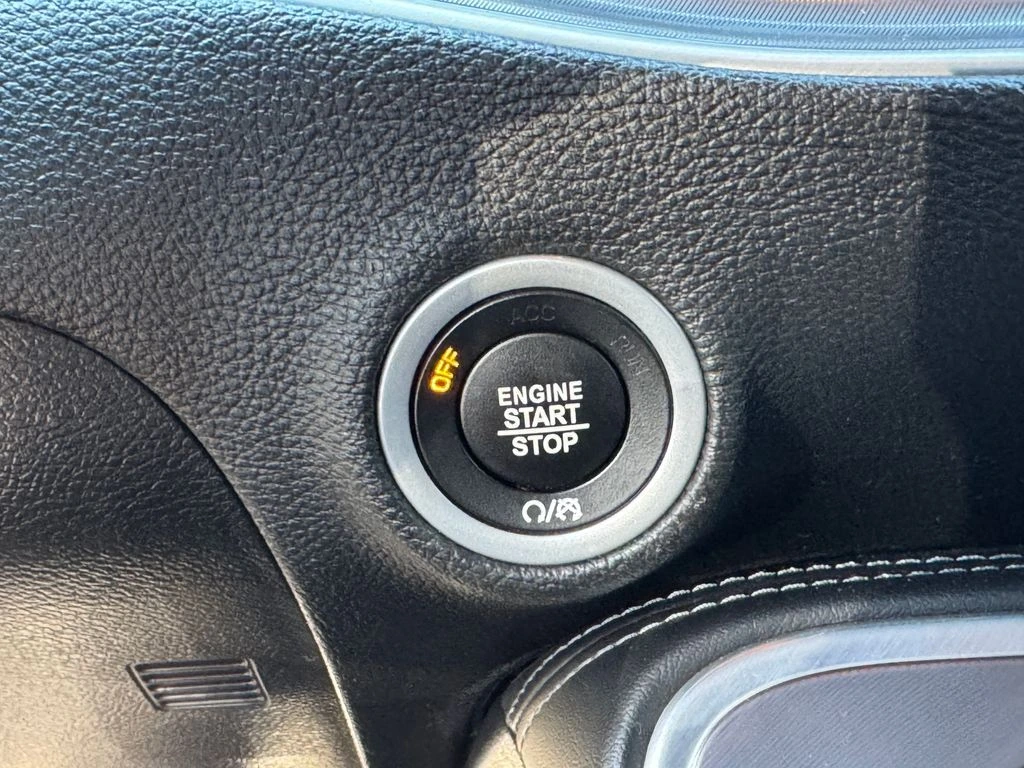 ACC
RUN
OFF
ENGINE
START
STOP